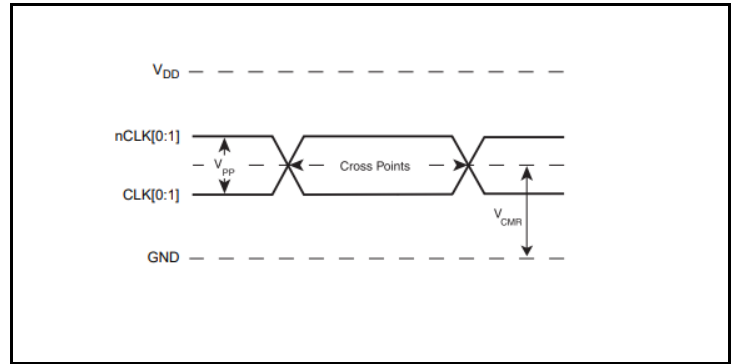 VDD
nCLK[0:1]
VPP
Cross Points
CLK[0:1]
VCMR
GND